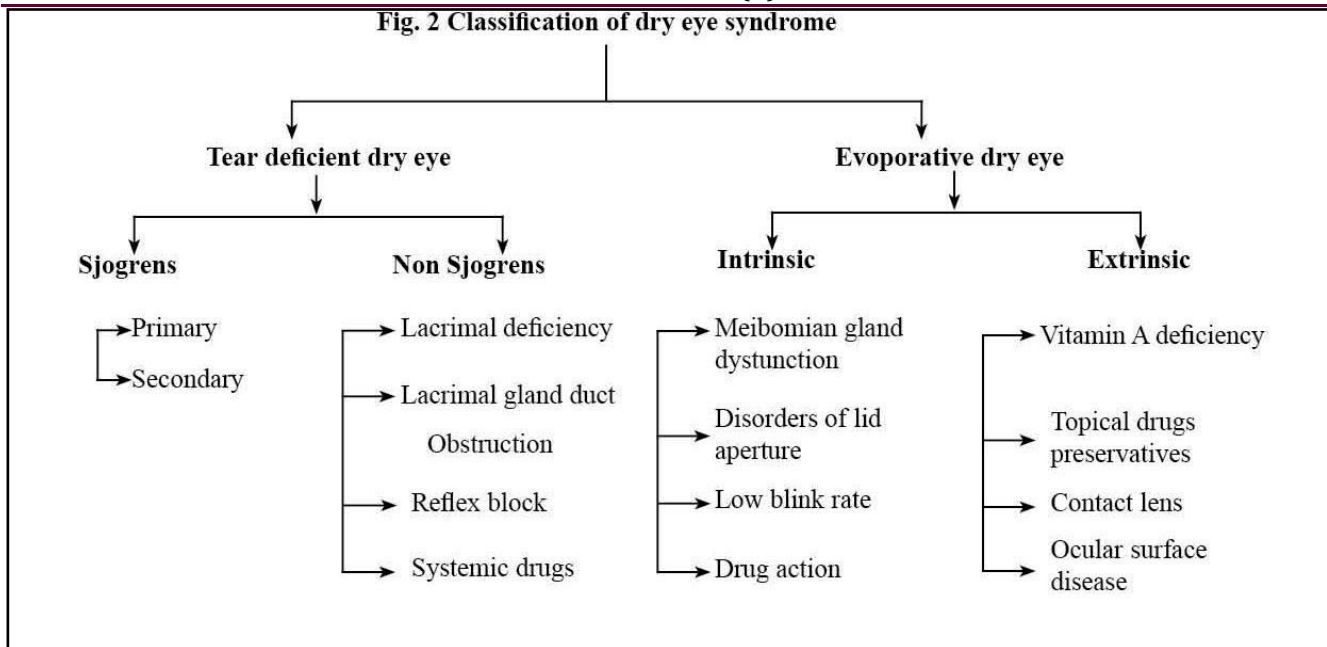 Fig. 2 Classification of dry eye syndrome
Tear deficient dry eye
Evoporative dry eye
Sjogrens
Non Sjogrens
Intrinsic
Extrinsic
Primary
Secondary
Lacrimal deficiency
Lacrimal gland duct
Obstruction
Reflex block
Systemic drugs
Meibomian gland
dystunction
Disorders of lid
aperture
Low blink rate
Drug action
Vitamin A deficiency
Topical drugs
preservatives
Contact lens
Ocular surface
disease